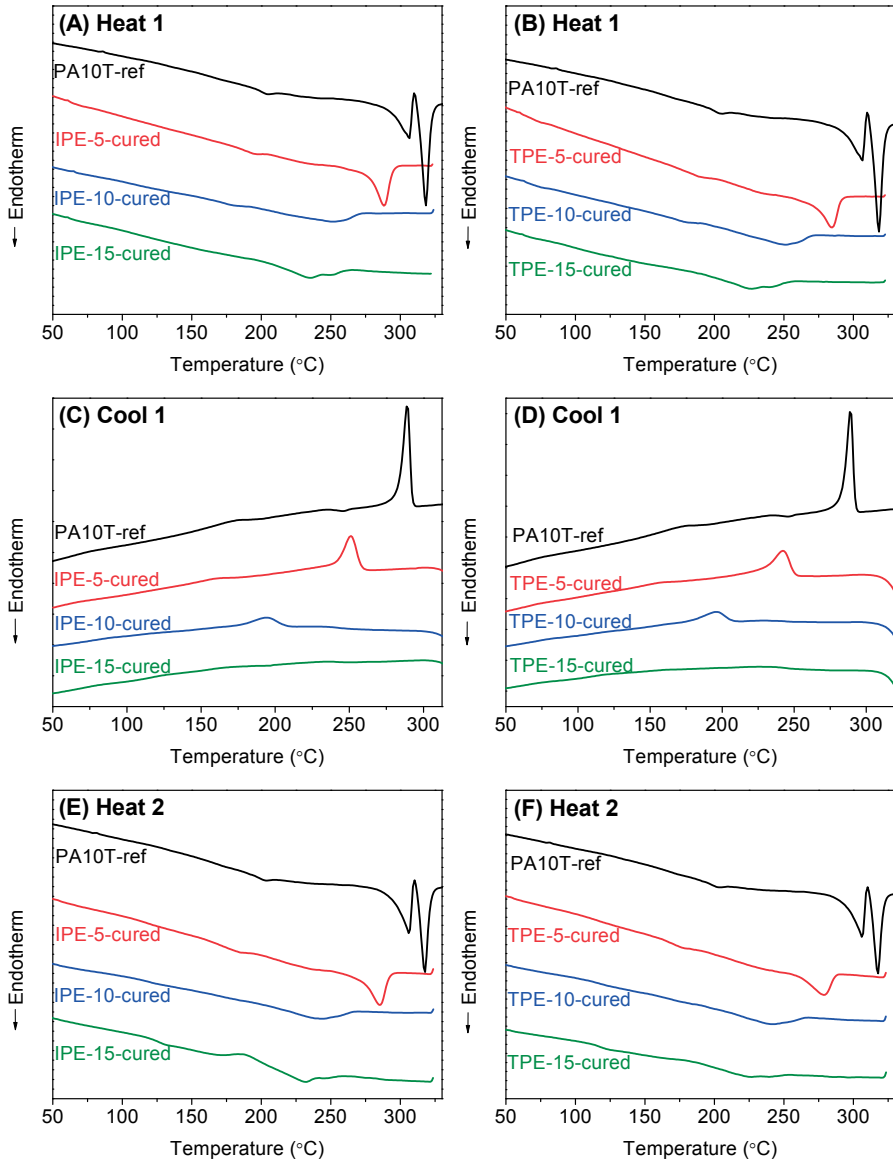 (A) Heat 1
PA10T-ref
IPE-5-cured
IPE-10-cured
IPE-15-cured
← Endotherm
50 100 150 200 250 300
Temperature (°C)
(B) Heat 1
PA10T-ref
TPE-5-cured
TPE-10-cured
TPE-15-cured
← Endotherm
50 100 150 200 250 300
Temperature (°C)
(C) Cool 1
PA10T-ref
IPE-5-cured
IPE-10-cured
IPE-15-cured
← Endotherm
50 100 150 200 250 300
Temperature (°C)
(D) Cool 1
PA10T-ref
TPE-5-cured
TPE-10-cured
TPE-15-cured
← Endotherm
50 100 150 200 250 300
Temperature (°C)
(E) Heat 2
PA10T-ref
IPE-5-cured
IPE-10-cured
IPE-15-cured
← Endotherm
50 100 150 200 250 300
Temperature (°C)
(F) Heat 2
PA10T-ref
TPE-5-cured
TPE-10-cured
TPE-15-cured
← Endotherm
50 100 150 200 250 300
Temperature (°C)